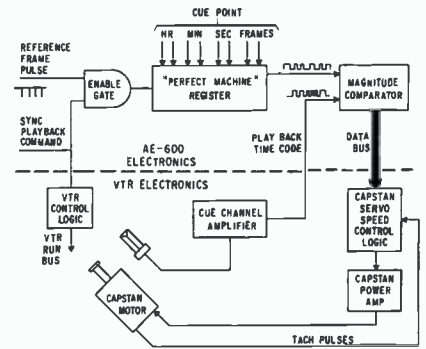 CUE POINT
HR MIN SEC FRAMES
REFERENCE
FRAME
PULSE
ENABLE
GATE
"PERFECT MACHINE"
REGISTER
MAGNITUDE
COMPARATOR
SYNC
PLAYBACK
COMMAND
PLAY BACK
TIME CODE
DATA
BUS
AE-600
ELECTRONICS
VTR ELECTRONICS
VTR
CONTROL
LOGIC
CUE CHANNEL
AMPLIFIER
CAPSTAN
SERVO
SPEED
CONTROL
LOGIC
VTR
RUN
BUS
CAPSTAN
MOTOR
CAPSTAN
POWER
AMP
TACH PULSES